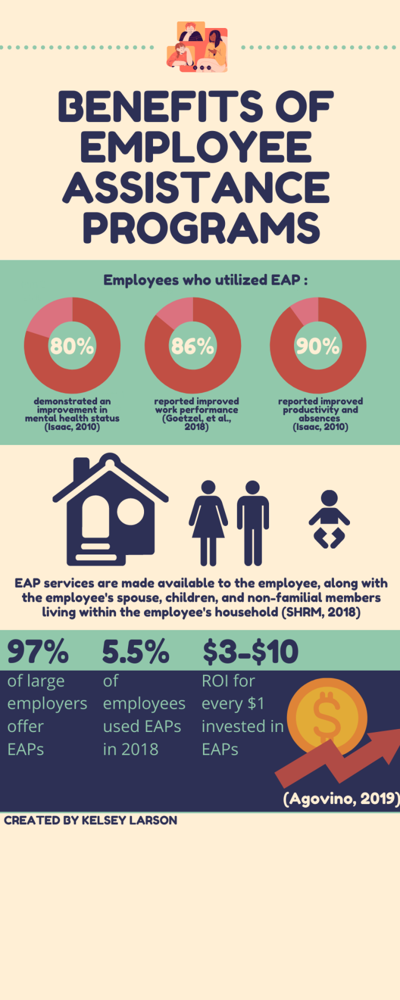 BENEFITS OF
EMPLOYEE
ASSISTANCE
PROGRAMS
Employees who utilized EAP :
80%
demonstrated an
improvement in
mental health status
(Isaac, 2010)
86%
reported improved
work performance
(Goetzel, et al.,
2018)
90%
reported improved
productivity and
absences
(Isaac, 2010)
EAP services are made available to the employee, along with
the employee's spouse, children, and non-familial members
living within the employee's household (SHRM, 2018)
97%
of large
employers
offer
EAPs
5.5%
of
employees
used EAPs
in 2018
$3-$10
ROI for
every $1
invested in
EAPs
$
(Agovino, 2019)
CREATED BY KELSEY LARSON